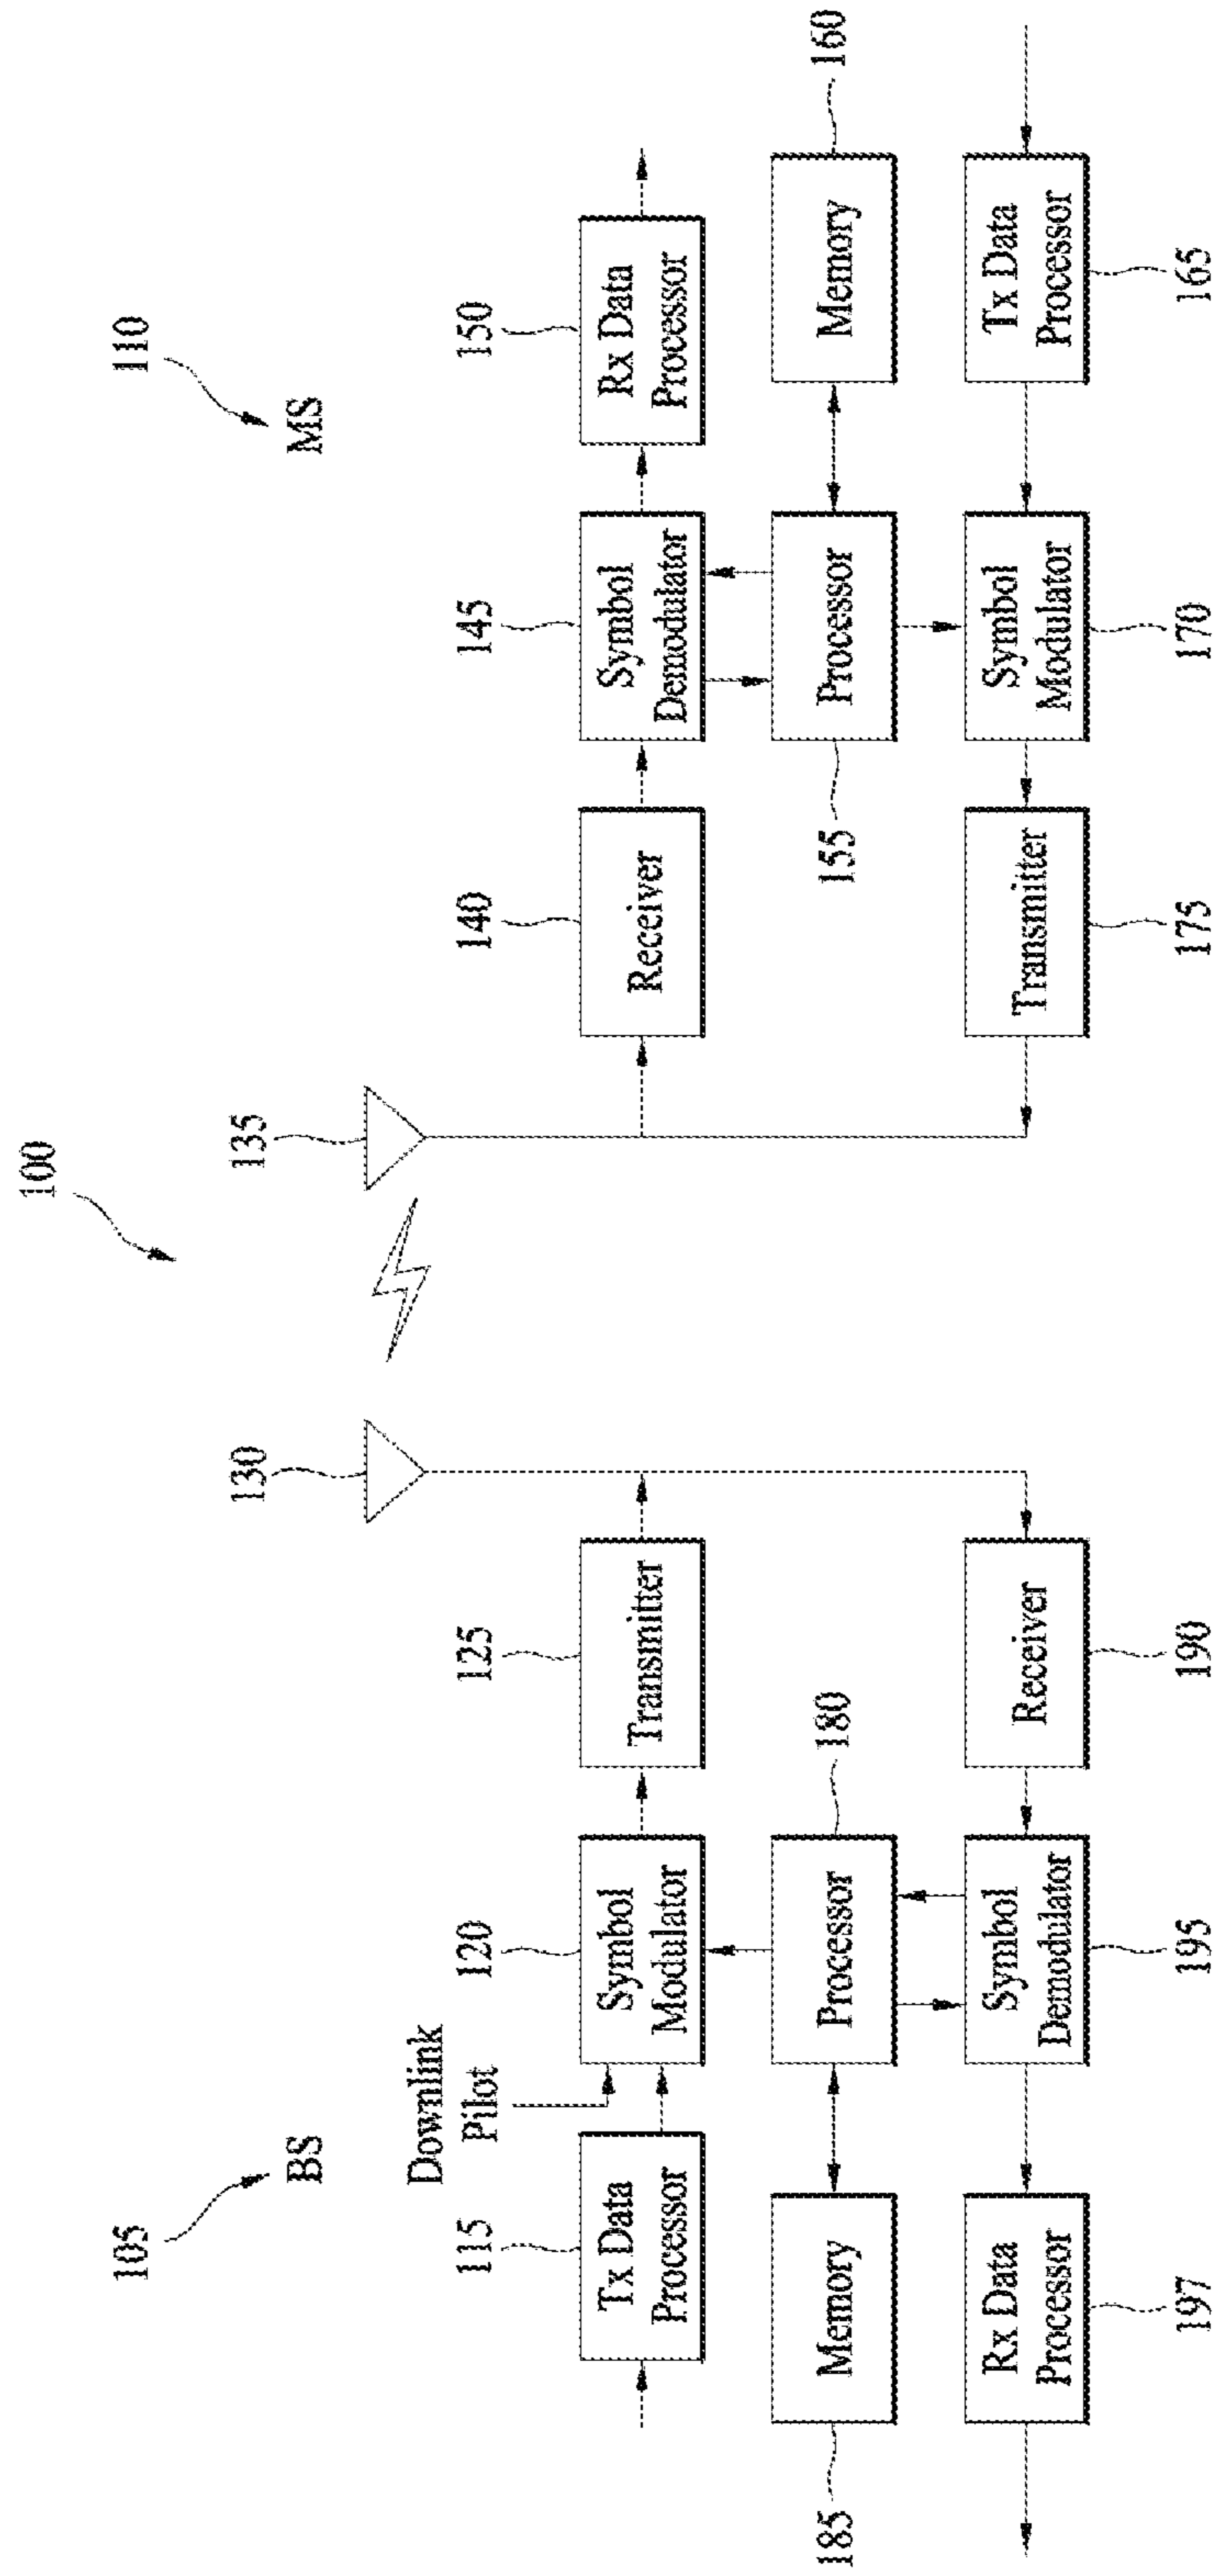 100
105
BS
110
MS
130
135
115
120
125
140
145
150
Downlink
Pilot
Tx Data
Processor
Symbol
Modulator
Transmitter
Receiver
Symbol
Demodulator
Rx Data
Processor
180
160
Memory
Processor
Processor
Memory
185
155
Rx Data
Processor
Symbol
Demodulator
Receiver
Transmitter
Symbol
Modulator
Tx Data
Processor
197
195
190
175
170
165